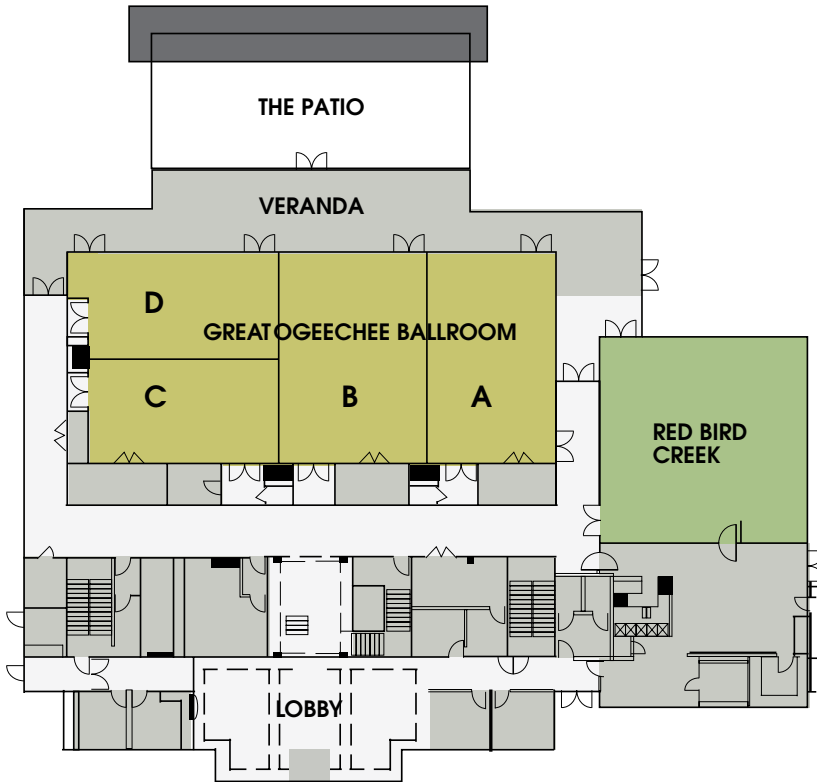 THE PATIO
VERANDA
D
GREAT OGEECHEE BALLROOM
C
B
A
RED BIRD
CREEK
LOBBY